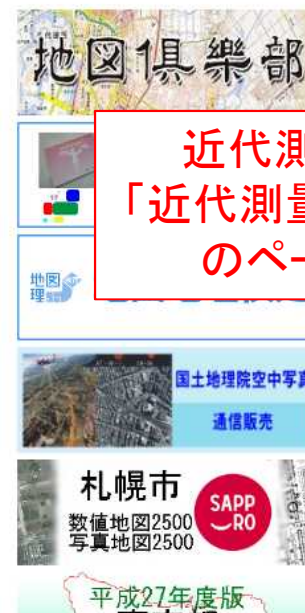 地図倶楽部
近代測
「近代測量
のペー
地図
地理
国土地理院空中写真
通信販売
札幌市
数値地図2500
写真地図2500
SAPP
RO
平成27年度版